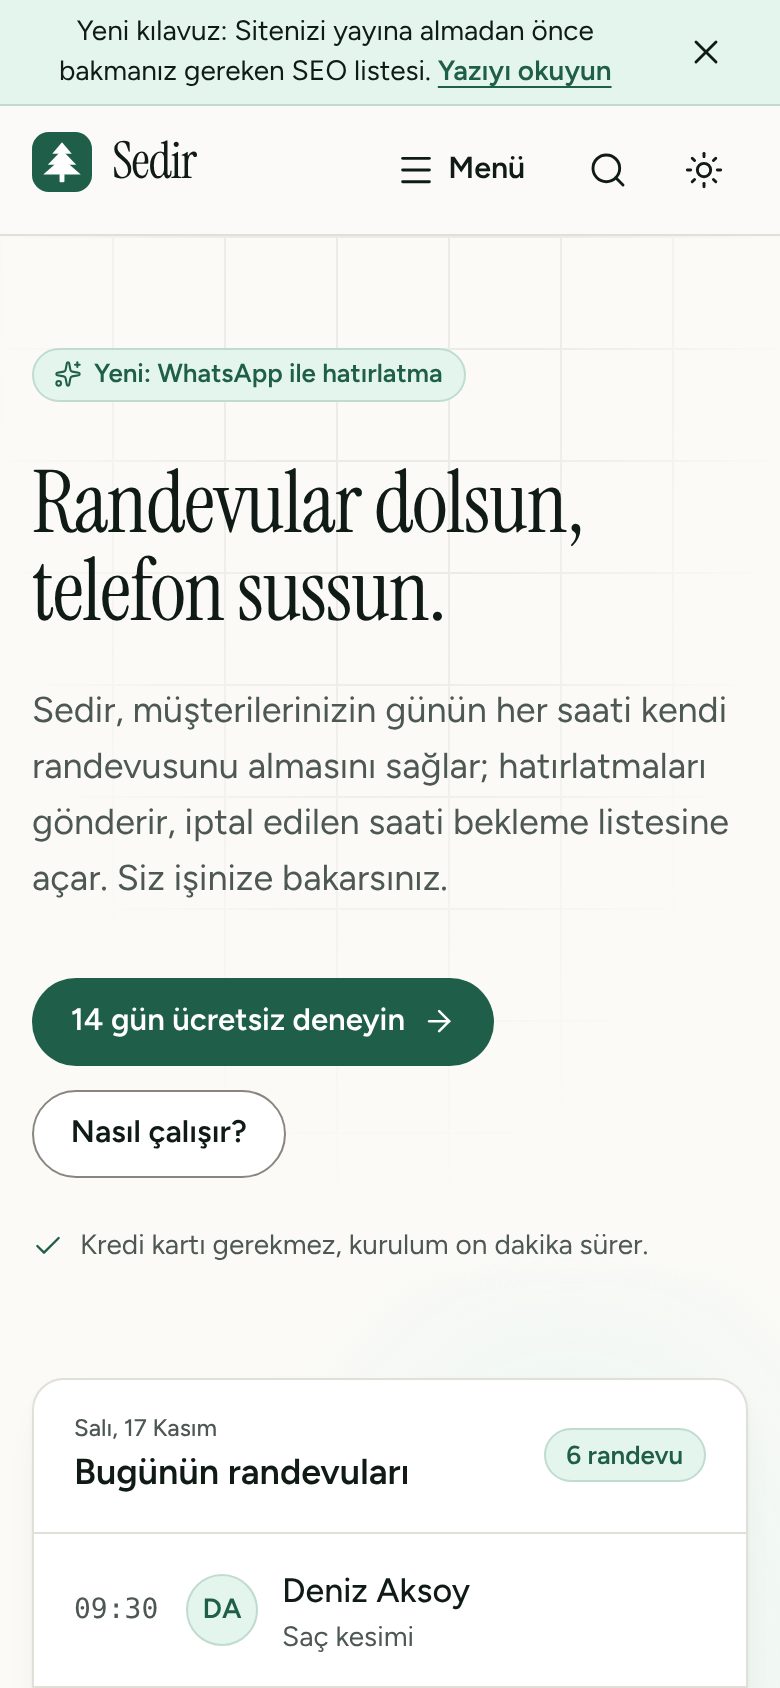 Yeni kılavuz: Sitenizi yayına almadan önce
bakmanız gereken SEO listesi. Yazıyı okuyun
Sedir
Menü
Yeni: WhatsApp ile hatırlatma
Randevular dolsun,
telefon sussun.
Sedir, müşterilerinizin günün her saati kendi
randevusunu almasını sağlar; hatırlatmaları
gönderir, iptal edilen saati bekleme listesine
açar. Siz işinize bakarsınız.
14 gün ücretsiz deneyin
Nasıl çalışır?
Kredi kartı gerekmez, kurulum on dakika sürer.
Salı, 17 Kasım
Bugünün randevuları
6 randevu
09:30
DA
Deniz Aksoy
Saç kesimi